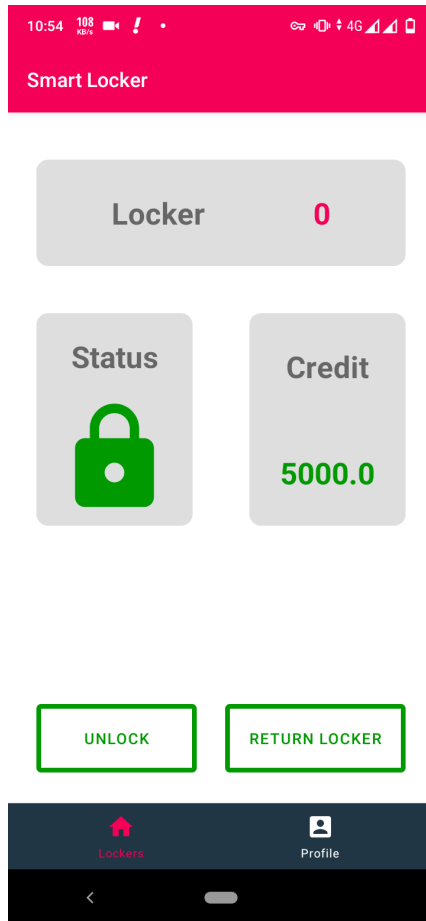 10:54 108 KB/s 4G
Smart Locker
Locker 0
Status
Credit
5000.0
UNLOCK RETURN LOCKER
Lockers Profile